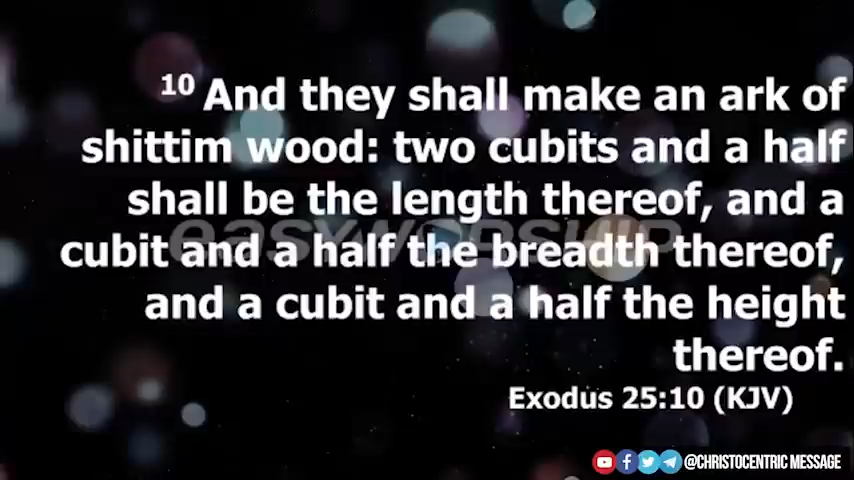 10 And they shall make an ark of
shittim wood: two cubits and a half
shall be the length thereof, and a
easyworship
cubit and a half the breadth thereof,
and a cubit and a half the height
thereof.
Exodus 25:10 (KJV)
@CHRISTOCENTRIC MESSAGE